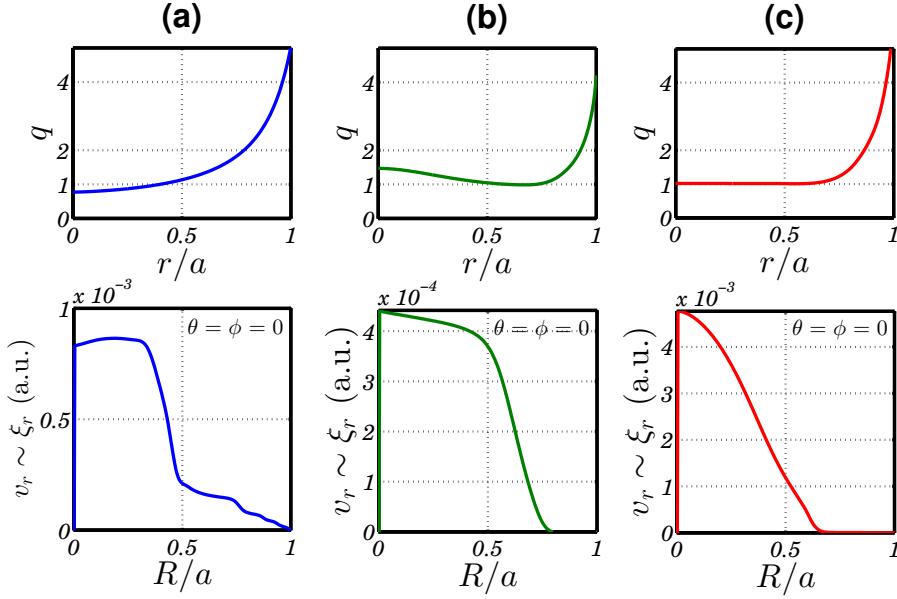 (a) (b) (c)
4 4 4
q q q
2 2 2
1 1 1
0 0 0
0 0.5 1 0 0.5 1 0 0.5 1
r/a r/a r/a
x 10⁻³ x 10⁻⁴ x 10⁻³
1
θ = ϕ = 0 θ = ϕ = 0 θ = ϕ = 0
4 4
v_r ∼ ξ_r (a.u.) v_r ∼ ξ_r (a.u.) v_r ∼ ξ_r (a.u.)
3 3
0.5
2 2
1 1
0 0 0
0 0.5 1 0 0.5 1 0 0.5 1
R/a R/a R/a